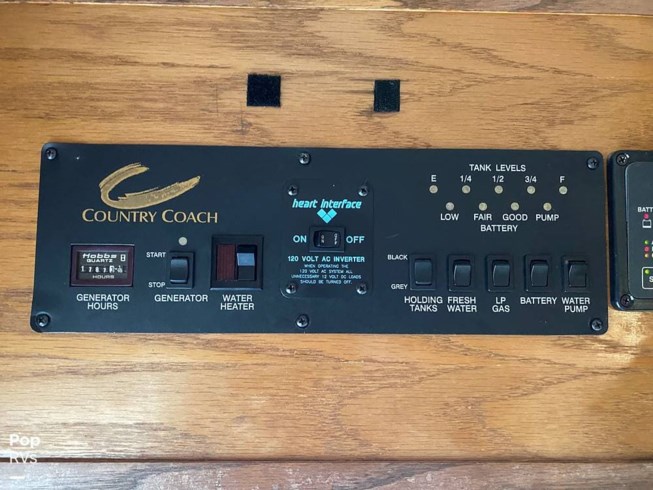 COUNTRY COACH
Hobbs
QUARTZ
HOURS
GENERATOR
HOURS
START
STOP
GENERATOR
WATER
HEATER
heart interface
ON OFF
120 VOLT AC INVERTER
WHEN OPERATING THE
120 VOLT AC SYSTEM ALL
UNNECESSARY 12 VOLT DC LOADS
SHOULD BE TURNED OFF.
TANK LEVELS
E 1/4 1/2 3/4 F
LOW FAIR GOOD PUMP
BATTERY
BLACK
GREY
HOLDING
TANKS
FRESH
WATER
LP
GAS
BATTERY
WATER
PUMP
BATT
Pop
RVs